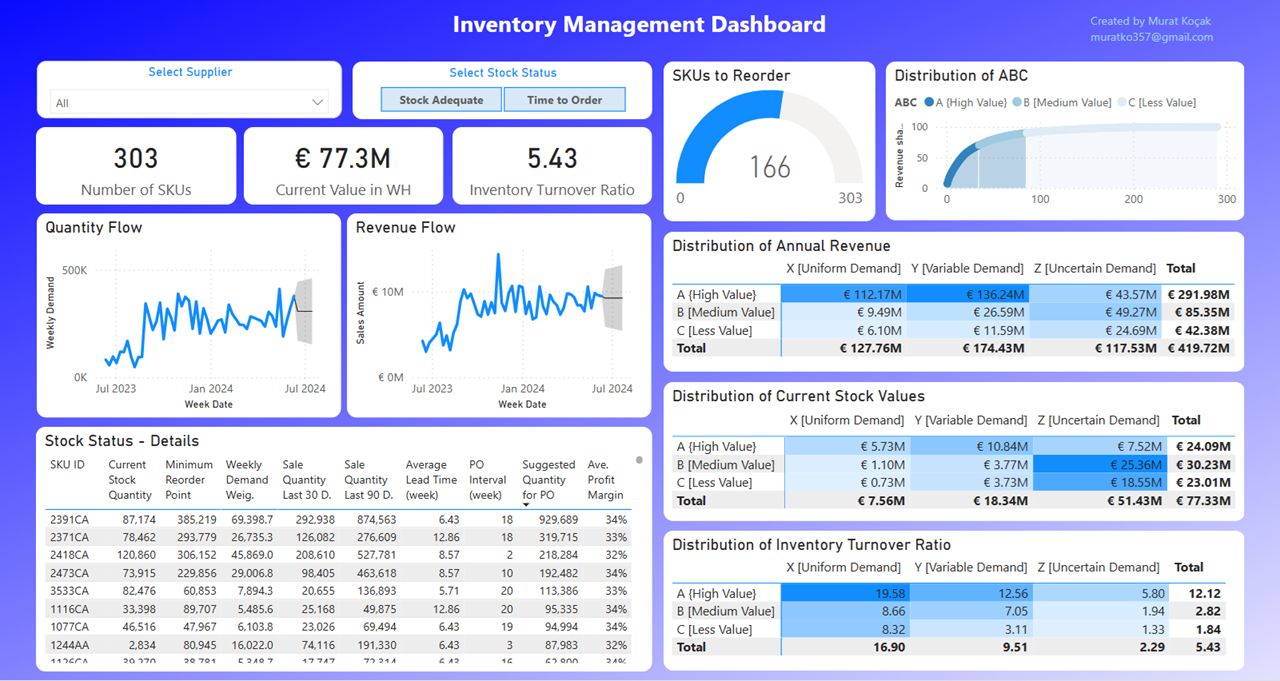 Inventory Management Dashboard
Created by Murat Koçak
muratko357@gmail.com
Select Supplier
All
Select Stock Status
Stock Adequate Time to Order
303
Number of SKUs
€ 77.3M
Current Value in WH
5.43
Inventory Turnover Ratio
SKUs to Reorder
166
0 303
Distribution of ABC
ABC A {High Value} B [Medium Value] C [Less Value]
Revenue sha...
100
50
0
0 100 200 300
Quantity Flow
Weekly Demand
500K
0K
Jul 2023 Jan 2024 Jul 2024
Week Date
Revenue Flow
Sales Amount
€ 10M
€ 0M
Jul 2023 Jan 2024 Jul 2024
Week Date
Distribution of Annual Revenue
X [Uniform Demand] Y [Variable Demand] Z [Uncertain Demand] Total
A {High Value} € 112.17M € 136.24M € 43.57M € 291.98M
B [Medium Value] € 9.49M € 26.59M € 49.27M € 85.35M
C [Less Value] € 6.10M € 11.59M € 24.69M € 42.38M
Total € 127.76M € 174.43M € 117.53M € 419.72M
Distribution of Current Stock Values
X [Uniform Demand] Y [Variable Demand] Z [Uncertain Demand] Total
A {High Value} € 5.73M € 10.84M € 7.52M € 24.09M
B [Medium Value] € 1.10M € 3.77M € 25.36M € 30.23M
C [Less Value] € 0.73M € 3.73M € 18.55M € 23.01M
Total € 7.56M € 18.34M € 51.43M € 77.33M
Distribution of Inventory Turnover Ratio
X [Uniform Demand] Y [Variable Demand] Z [Uncertain Demand] Total
A {High Value} 19.58 12.56 5.80 12.12
B [Medium Value] 8.66 7.05 1.94 2.82
C [Less Value] 8.32 3.11 1.33 1.84
Total 16.90 9.51 2.29 5.43
Stock Status - Details
SKU ID Current Minimum Weekly Sale Sale Average PO Suggested Ave.
Stock Reorder Demand Quantity Quantity Lead Time Interval Quantity Profit
Quantity Point Weig. Last 30 D. Last 90 D. (week) (week) for PO Margin
2391CA 87,174 385,219 69,398.7 292,938 874,563 6.43 18 929,689 34%
2371CA 78,462 293,779 26,735.3 126,082 276,609 12.86 18 319,715 33%
2418CA 120,860 306,152 45,869.0 208,610 527,781 8.57 2 218,284 32%
2473CA 73,915 229,856 29,006.8 98,405 463,618 8.57 10 192,482 34%
3533CA 82,476 60,853 7,894.3 20,655 136,893 5.71 20 113,386 33%
1116CA 33,398 89,707 5,485.6 25,168 49,875 12.86 20 95,335 34%
1077CA 46,516 47,967 6,103.8 23,026 69,494 6.43 19 94,994 34%
1244AA 2,834 80,945 16,022.0 74,116 191,330 6.43 3 87,983 32%
1126CA 39,270 38,781 5,348.7 17,747 72,314 6.43 16 62,800 34%